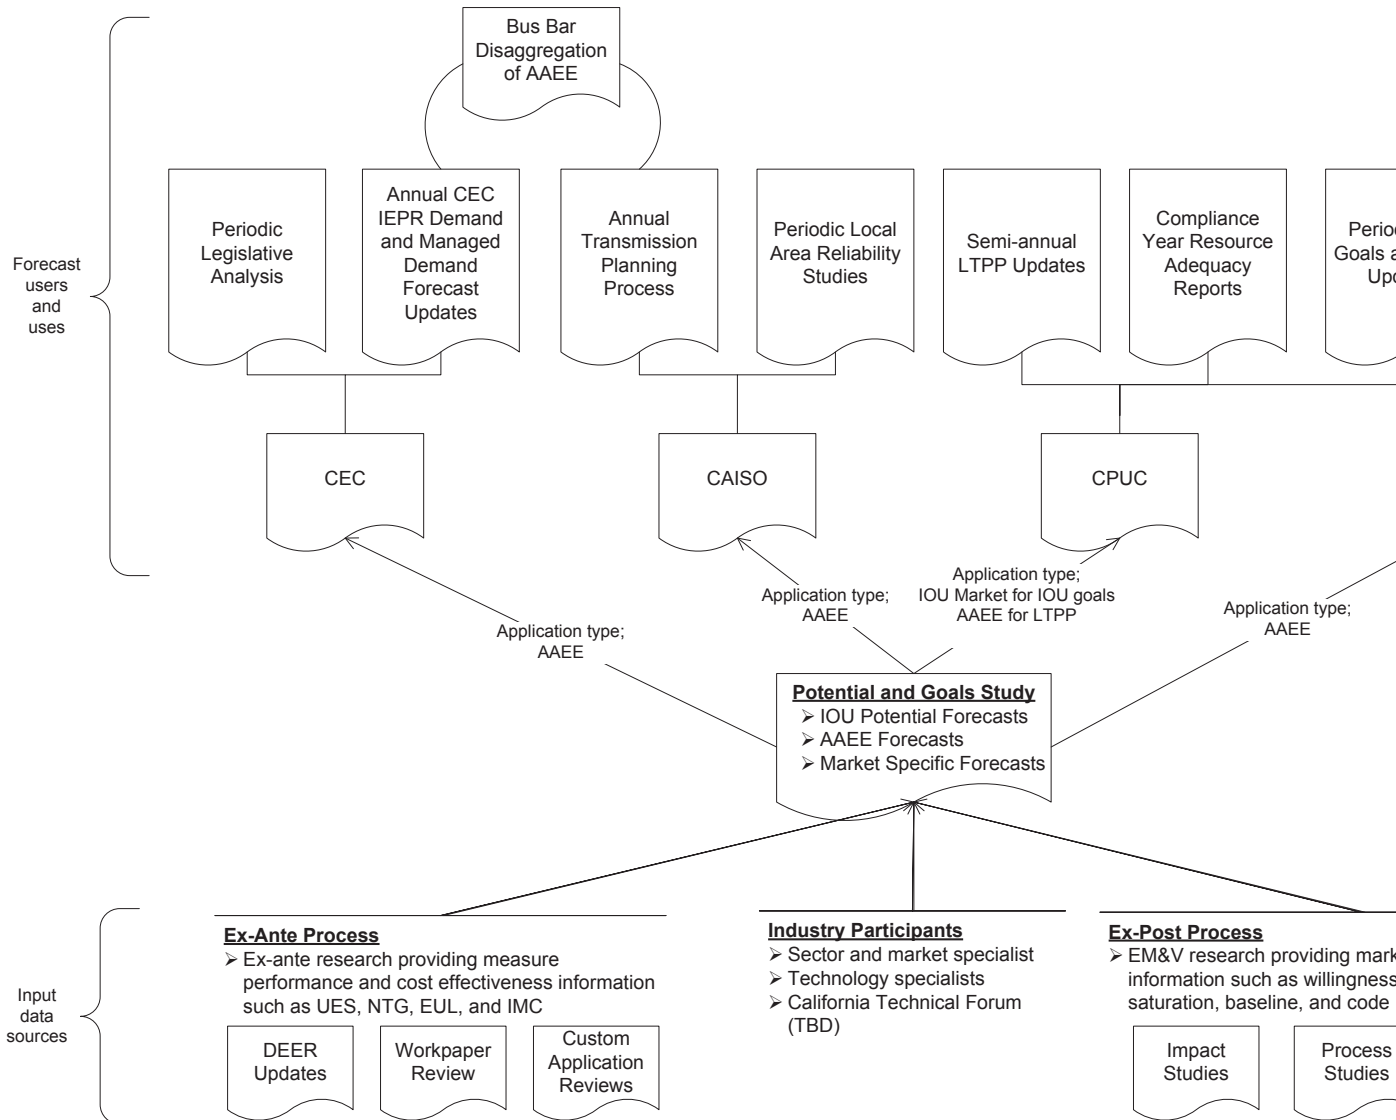 Bus Bar
Disaggregation
of AAEE
Forecast
users
and
uses
Periodic
Legislative
Analysis
Annual CEC
IEPR Demand
and Managed
Demand
Forecast
Updates
Annual
Transmission
Planning
Process
Periodic Local
Area Reliability
Studies
Semi-annual
LTPP Updates
Compliance
Year Resource
Adequacy
Reports
Goals
CEC
CAISO
CPUC
Application type;
AAEE
Application type;
AAEE
Application type;
IOU Market for IOU goals
AAEE for LTPP
Application type;
AAEE
Potential and Goals Study
➢ IOU Potential Forecasts
➢ AAEE Forecasts
➢ Market Specific Forecasts
Input
data
sources
Ex-Ante Process
➢ Ex-ante research providing measure
performance and cost effectiveness information
such as UES, NTG, EUL, and IMC
DEER
Updates
Workpaper
Review
Custom
Application
Reviews
Industry Participants
➢ Sector and market specialist
➢ Technology specialists
➢ California Technical Forum
(TBD)
Ex-Post Process
➢ EM&V research providing
information such as willingness
saturation, baseline, and code
Impact
Studies
Process
Studies